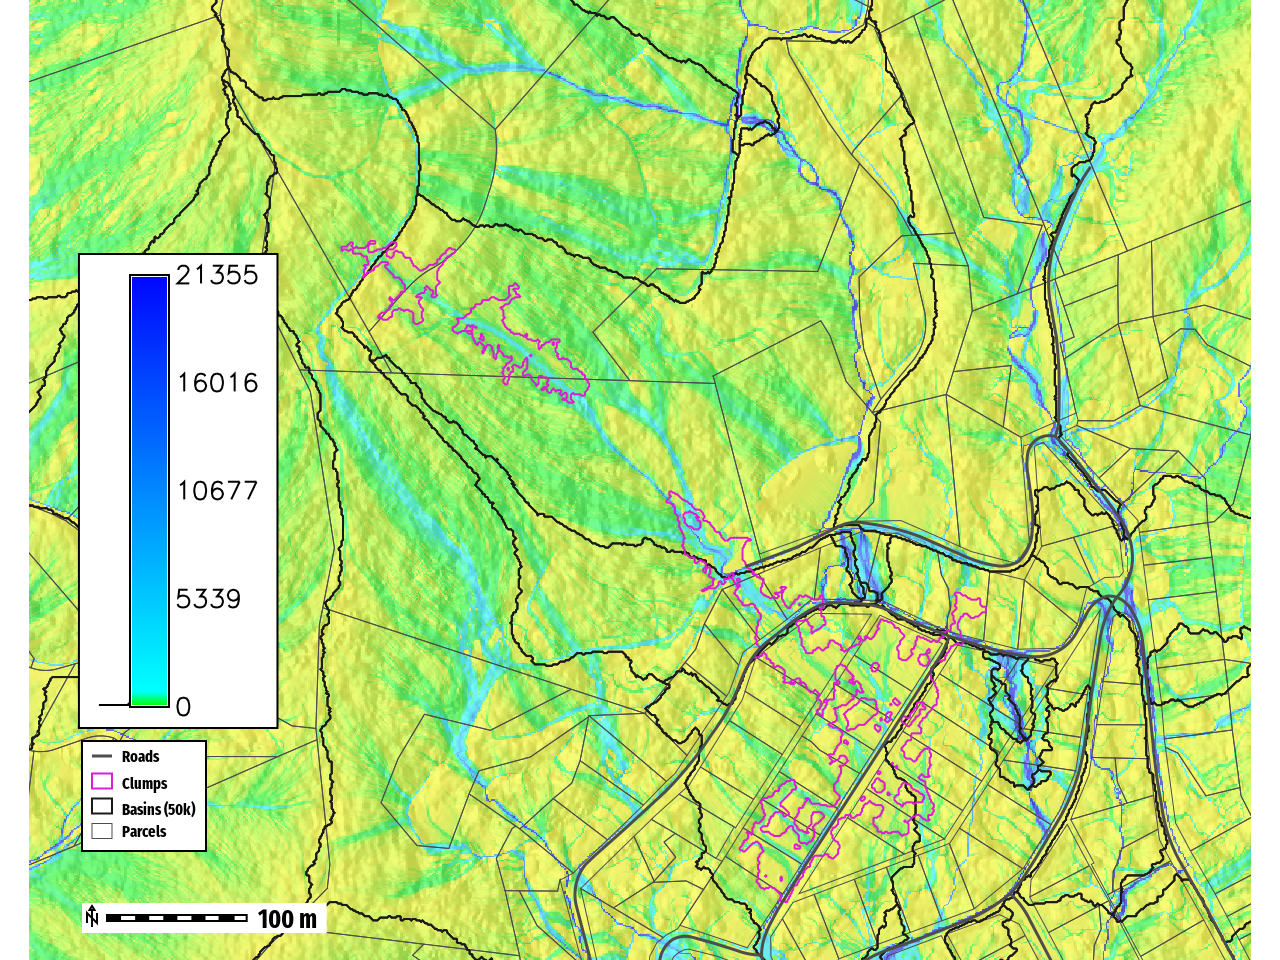 21355
16016
10677
5339
0
Roads
Clumps
Basins (50k)
Parcels
N 100 m